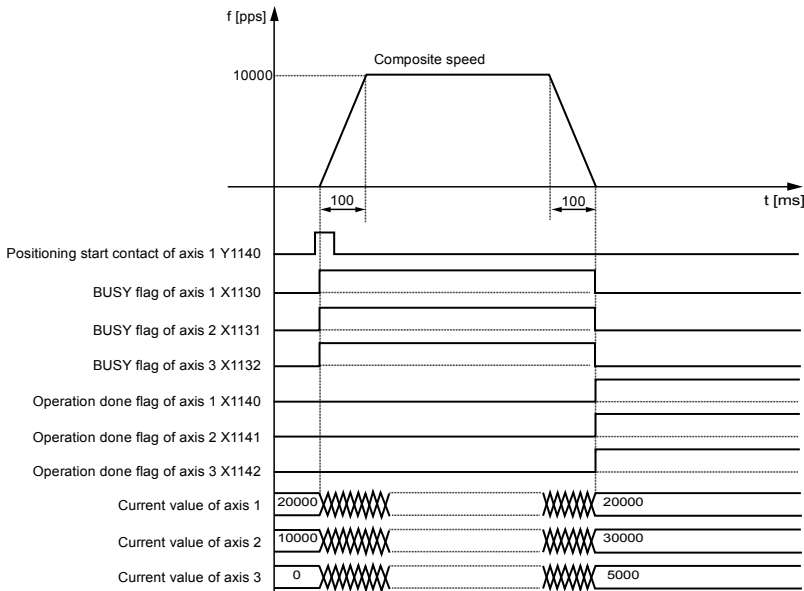 f [pps]
Composite speed
10000
100
100
t [ms]
Positioning start contact of axis 1 Y1140
BUSY flag of axis 1 X1130
BUSY flag of axis 2 X1131
BUSY flag of axis 3 X1132
Operation done flag of axis 1 X1140
Operation done flag of axis 2 X1141
Operation done flag of axis 3 X1142
Current value of axis 1 20000 20000
Current value of axis 2 10000 30000
Current value of axis 3 0 5000